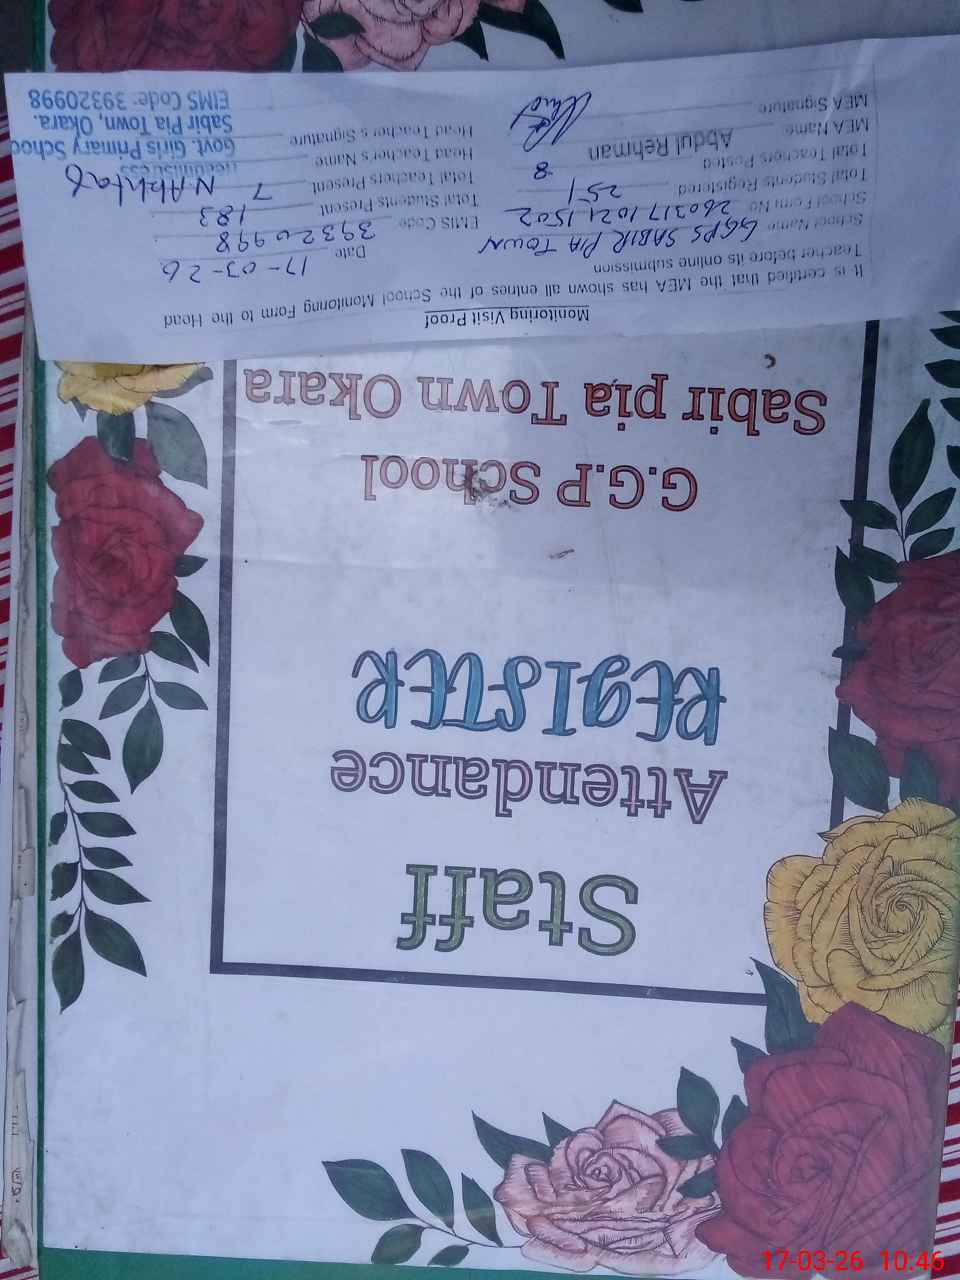 Staff
Attendance
REgISTER
G.G.P School
Sabir pia Town Okara
Monitoring Visit Proof
It is certified that the MEA has shown all entries of the School Monitoring Form to the Head
Teacher before its online submission
Date 17-03-26
School Name GGPS SABIR PIA TOWN EMIS Code 39320998
School Form No. 26031710211502 Total Students Present 183
Total Students Registered 251 Total Teachers Present 7
Total Teachers Posted 8 Head Teacher's Name
MEA Name Abdul Rehman Head Teacher's Signature
MEA Signature
Headmistress
Govt. Girls Primary School
Sabir Pia Town, Okara.
EIMS Code: 39320998
17-03-26 10:46